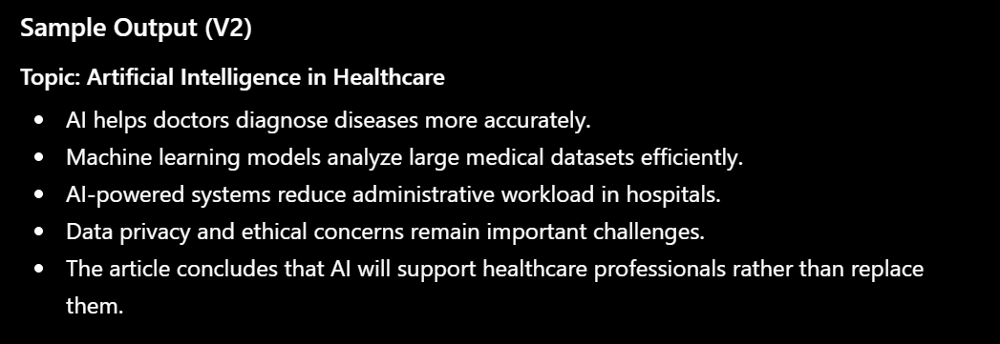 Sample Output (V2)
Topic: Artificial Intelligence in Healthcare
• AI helps doctors diagnose diseases more accurately.
• Machine learning models analyze large medical datasets efficiently.
• AI-powered systems reduce administrative workload in hospitals.
• Data privacy and ethical concerns remain important challenges.
• The article concludes that AI will support healthcare professionals rather than replace
them.